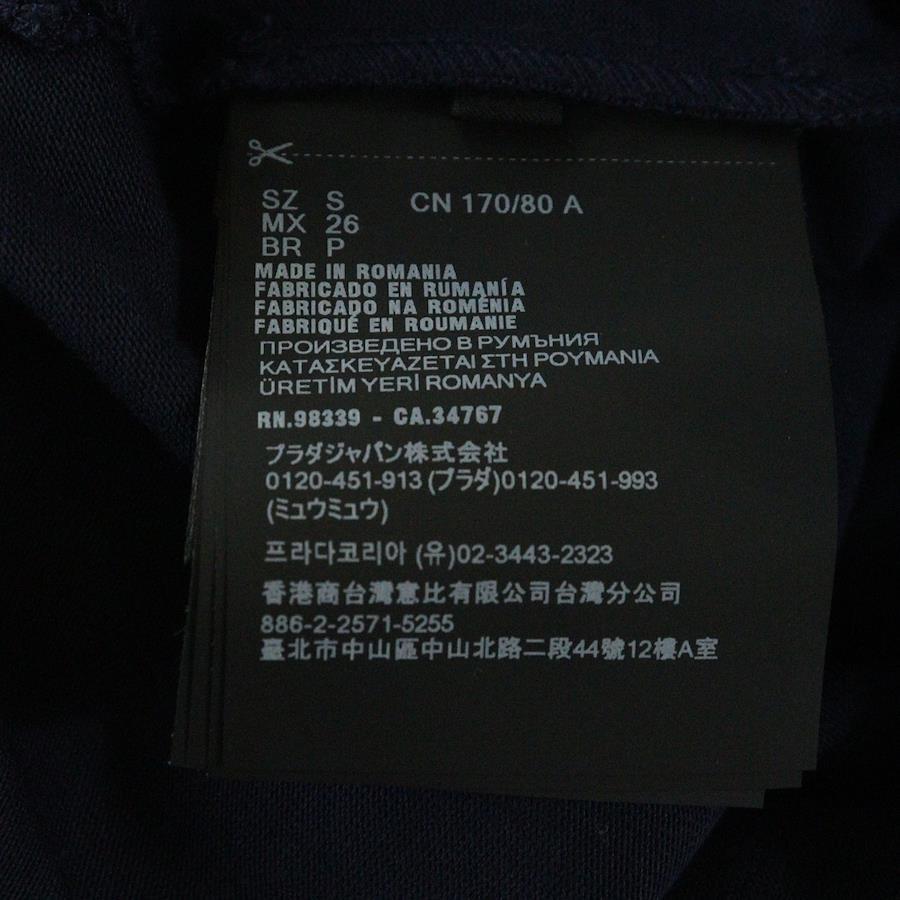 SZ S CN 170/80 A
MX 26
BR P
MADE IN ROMANIA
FABRICADO EN RUMANÍA
FABRICADO NA ROMÊNIA
FABRIQUÉ EN ROUMANIE
ПРОИЗВЕДЕНО В РУМЪНИЯ
ΚΑΤΑΣΚΕΥΑΖΕΤΑΙ ΣΤΗ ΡΟΥΜΑΝΙΑ
ÜRETİM YERİ ROMANYA
RN.98339 - CA.34767
プラダジャパン株式会社
0120-451-913 (プラダ)0120-451-993
(ミュウミュウ)
프라다코리아 (유)02-3443-2323
香港商台灣意比有限公司台灣分公司
886-2-2571-5255
臺北市中山區中山北路二段44號12樓A室